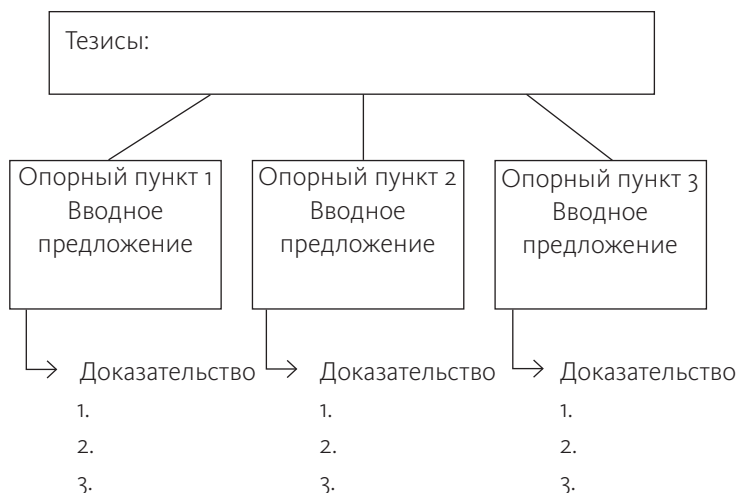 Тезисы:
Опорный пункт 1
Вводное
предложение
Опорный пункт 2
Вводное
предложение
Опорный пункт 3
Вводное
предложение
Доказательство
1.
2.
3.
Доказательство
1.
2.
3.
Доказательство
1.
2.
3.